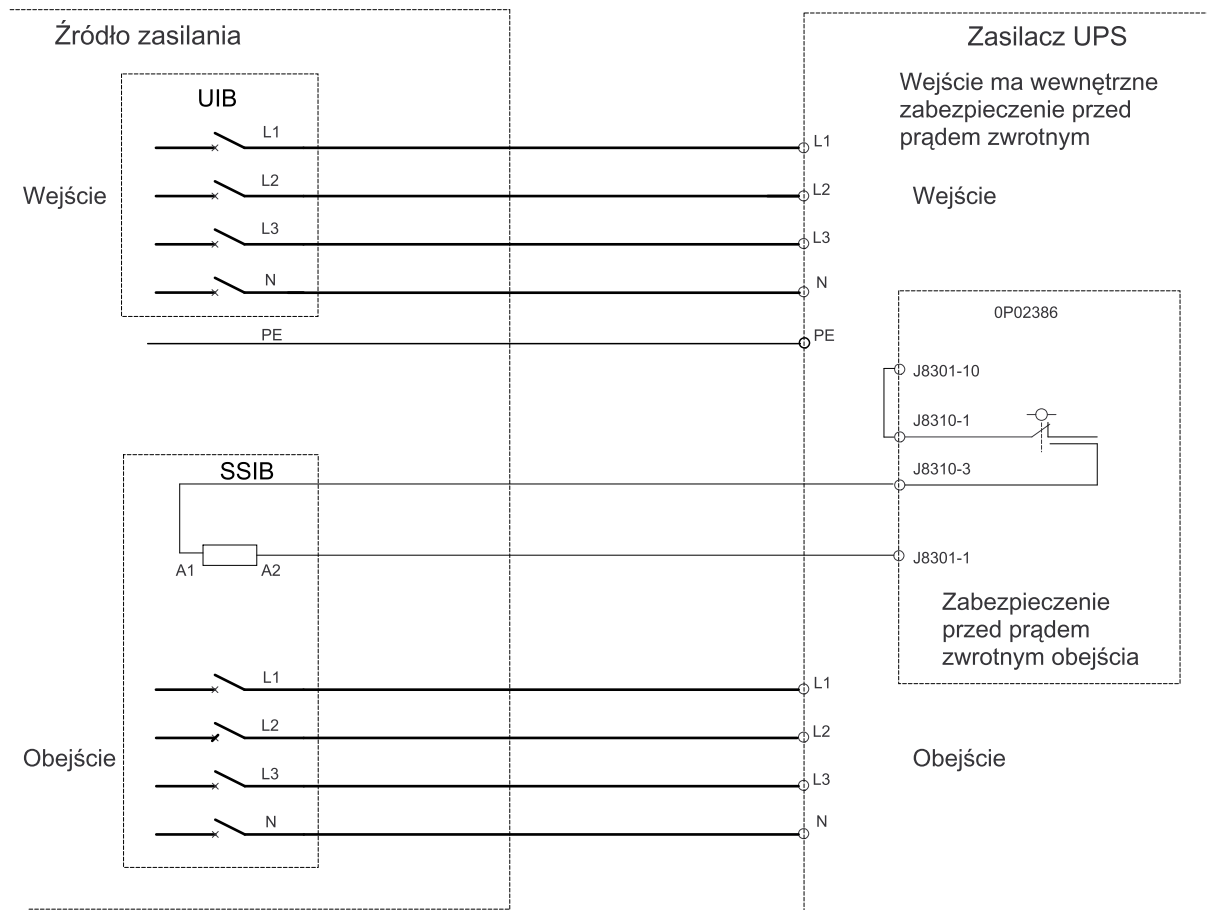 Źródło zasilania
Zasilacz UPS
Wejście ma wewnętrzne
zabezpieczenie przed
prądem zwrotnym
UIB
L1
L1
L2
L2
Wejście
Wejście
L3
L3
N
N
PE
PE
0P02386
J8301-10
J8310-1
J8310-3
SSIB
A1
A2
J8301-1
Zabezpieczenie
przed prądem
zwrotnym obejścia
L1
L1
L2
L2
Obejście
Obejście
L3
L3
N
N